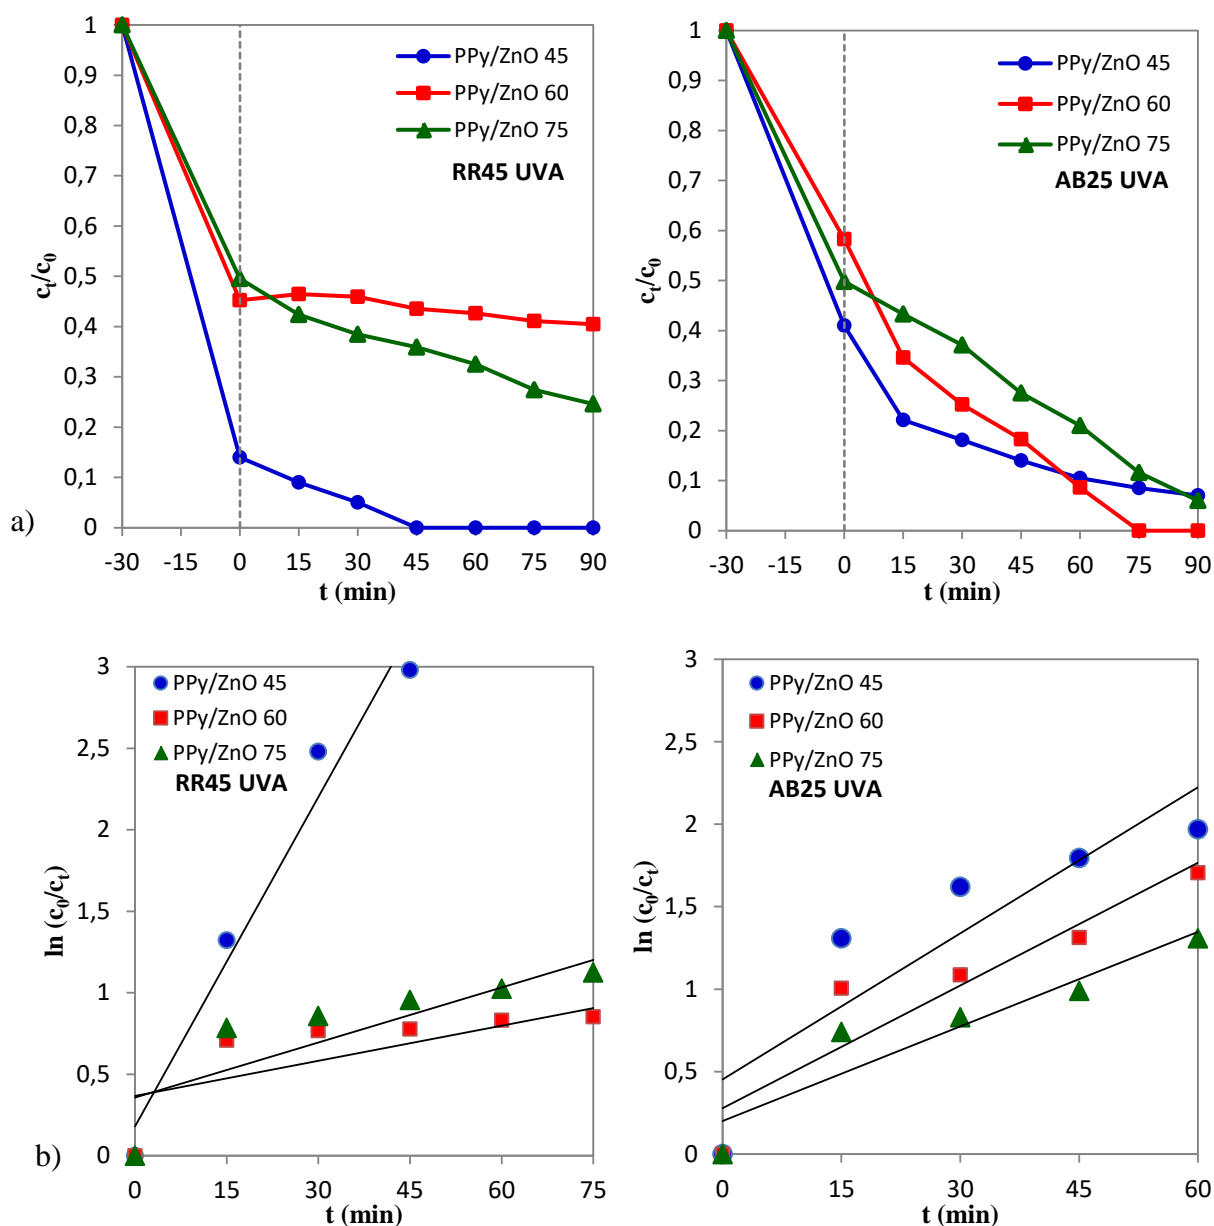 1
0,9
0,8
0,7
0,6
0,5
0,4
0,3
0,2
0,1
0
cₜ/c₀
-30 -15 0 15 30 45 60 75 90
t (min)
PPy/ZnO 45
PPy/ZnO 60
PPy/ZnO 75
RR45 UVA
a)
1
0,9
0,8
0,7
0,6
0,5
0,4
0,3
0,2
0,1
0
cₜ/c₀
-30 -15 0 15 30 45 60 75 90
t (min)
PPy/ZnO 45
PPy/ZnO 60
PPy/ZnO 75
AB25 UVA
3
2,5
2
1,5
1
0,5
0
ln (c₀/cₜ)
0 15 30 45 60 75
t (min)
PPy/ZnO 45
PPy/ZnO 60
PPy/ZnO 75
RR45 UVA
b)
3
2,5
2
1,5
1
0,5
0
ln (c₀/cₜ)
0 15 30 45 60
t (min)
PPy/ZnO 45
PPy/ZnO 60
PPy/ZnO 75
AB25 UVA